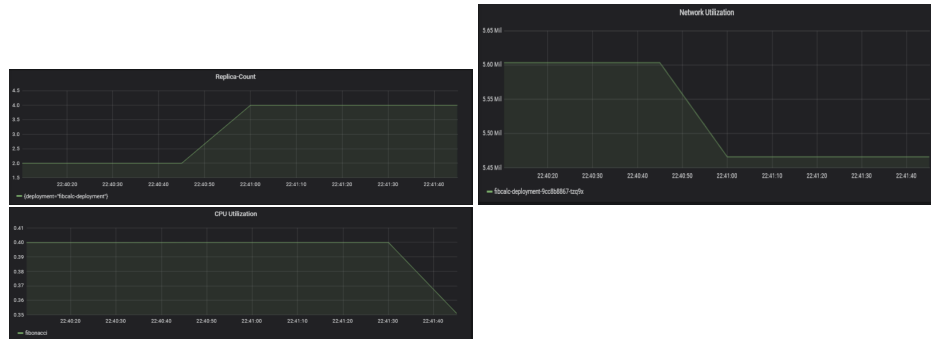 Replica-Count
4.5
4.0
3.5
3.0
2.5
2.0
1.5
22:40:20 22:40:30 22:40:40 22:40:50 22:41:00 22:41:10 22:41:20 22:41:30 22:41:40
{deployment="fibcalc-deployment"}
Network Utilization
5.65 Mil
5.60 Mil
5.55 Mil
5.50 Mil
5.45 Mil
22:40:20 22:40:30 22:40:40 22:40:50 22:41:00 22:41:10 22:41:20 22:41:30 22:41:40
fibcalc-deployment-9cc8b8867-tzq9x
CPU Utilization
0.41
0.40
0.39
0.38
0.37
0.36
0.35
22:40:20 22:40:30 22:40:40 22:40:50 22:41:00 22:41:10 22:41:20 22:41:30 22:41:40
fibonacci